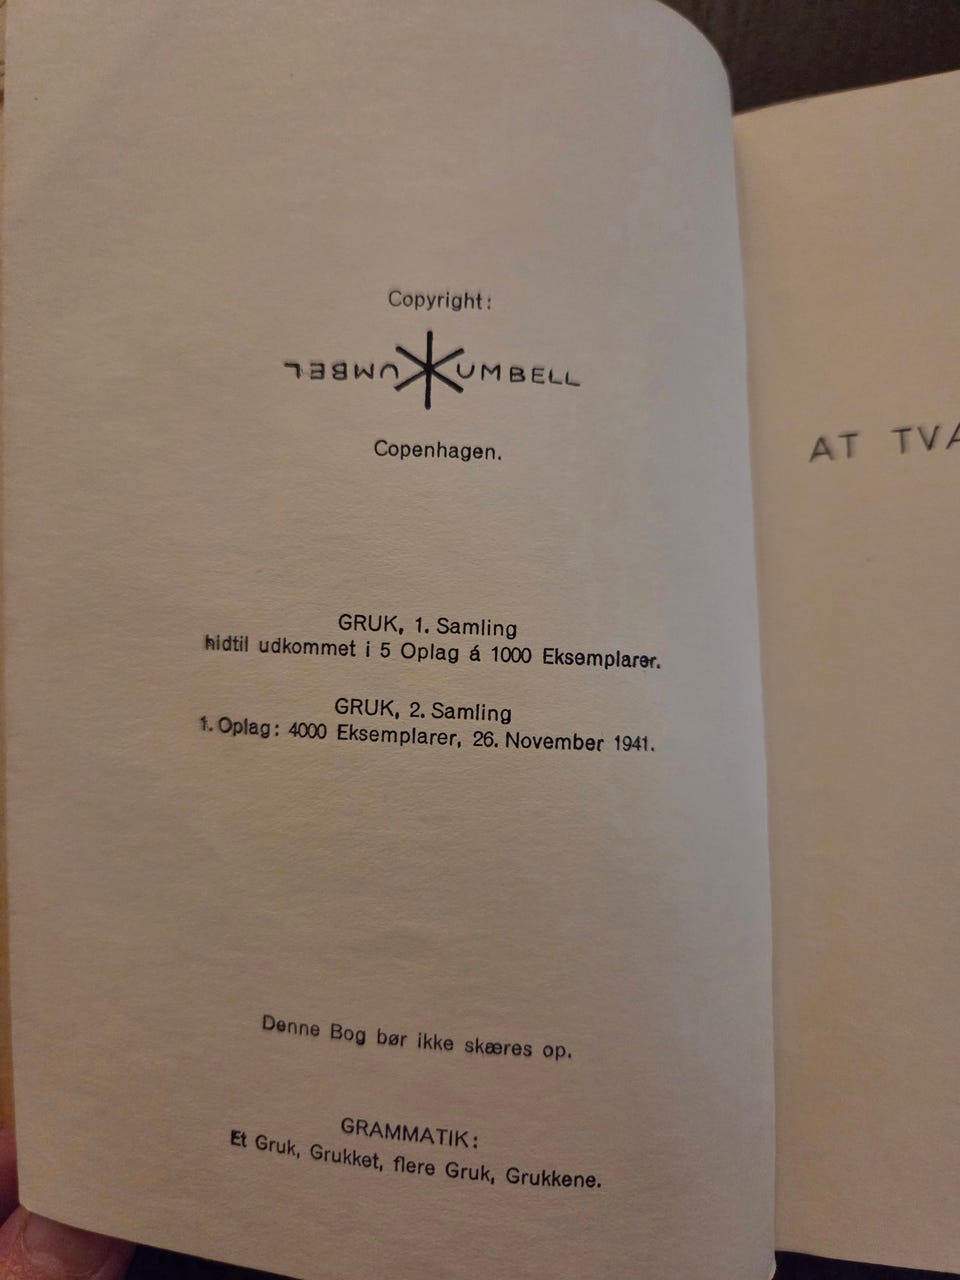 Copyright:
KUMBEL KUMBELL
Copenhagen.
GRUK, 1. Samling
hidtil udkommet i 5 Oplag á 1000 Eksemplarer.
GRUK, 2. Samling
1. Oplag: 4000 Eksemplarer, 26. November 1941.
Denne Bog bør ikke skæres op.
GRAMMATIK:
Et Gruk, Grukket, flere Gruk, Grukkene.
AT